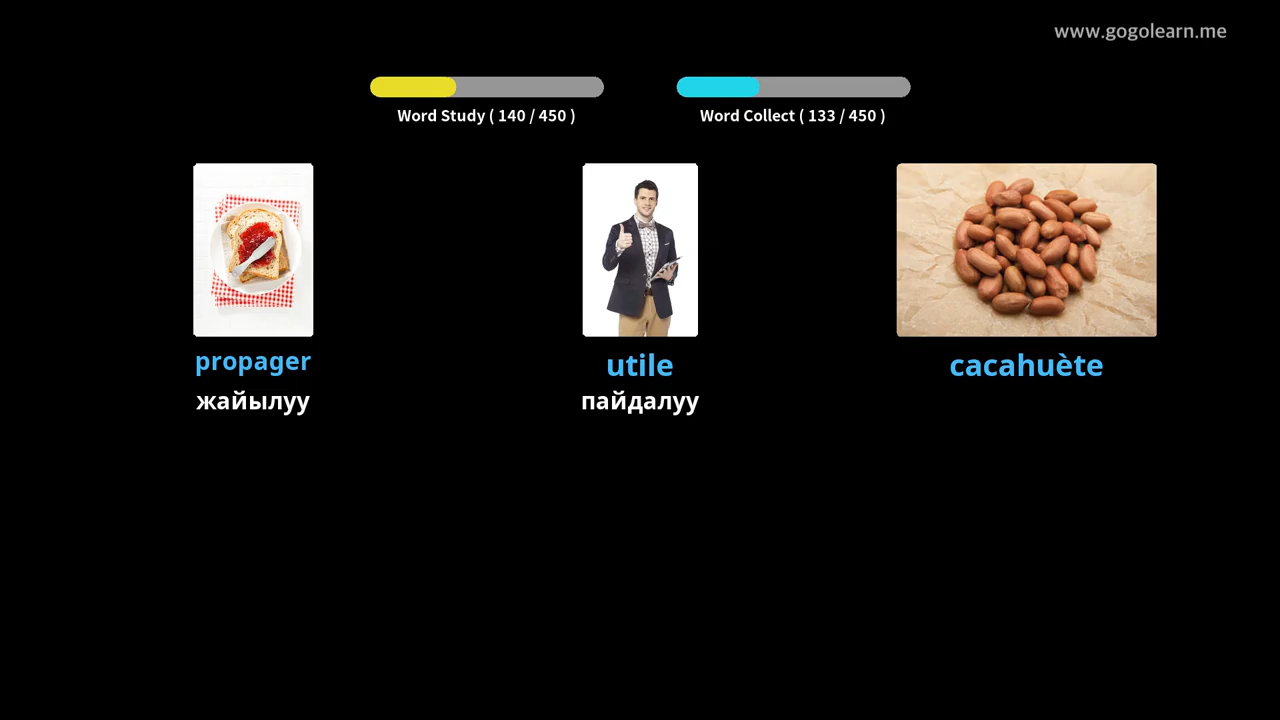 www.gogolearn.me
Word Study ( 140 / 450 )
Word Collect ( 133 / 450 )
propager
жайылуу
utile
пайдалуу
cacahuète